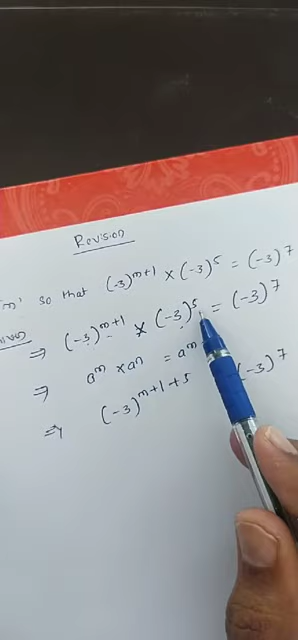 Revision
'm' so that (-3)^{m+1} × (-3)^5 = (-3)^7
⇒ (-3)^{m+1} × (-3)^5 = (-3)^7
⇒ a^m × a^n = a^m
⇒ (-3)^{m+1+5} (-3)^7